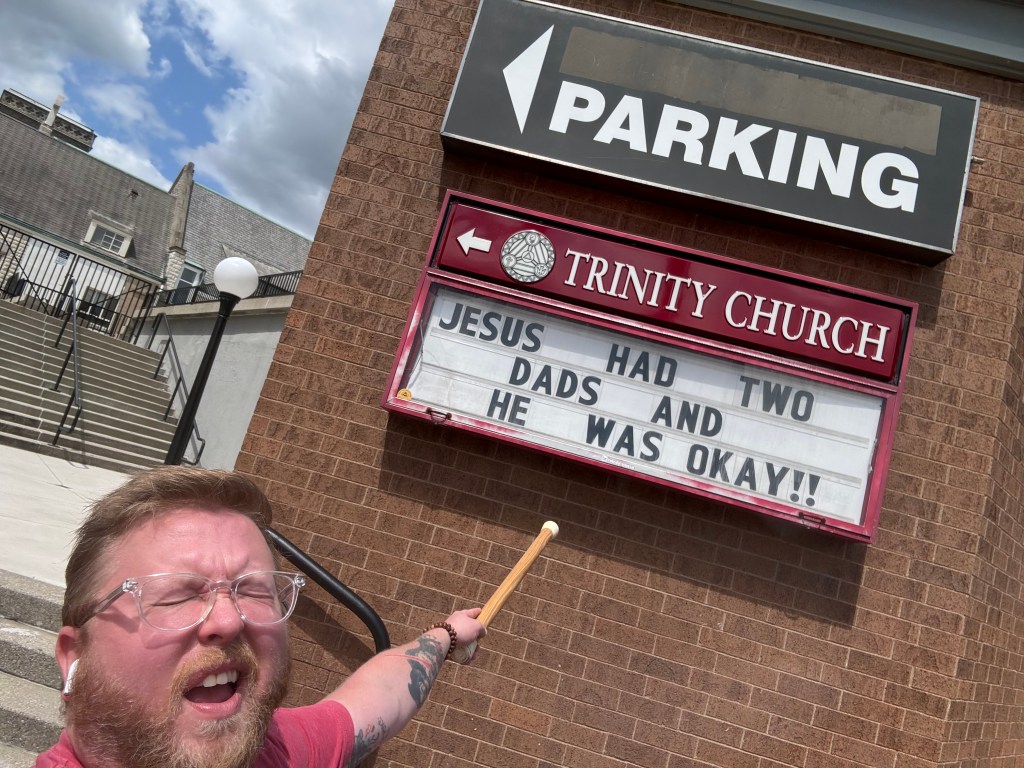 PARKING
TRINITY CHURCH
JESUS HAD TWO
DADS AND
HE WAS OKAY!!